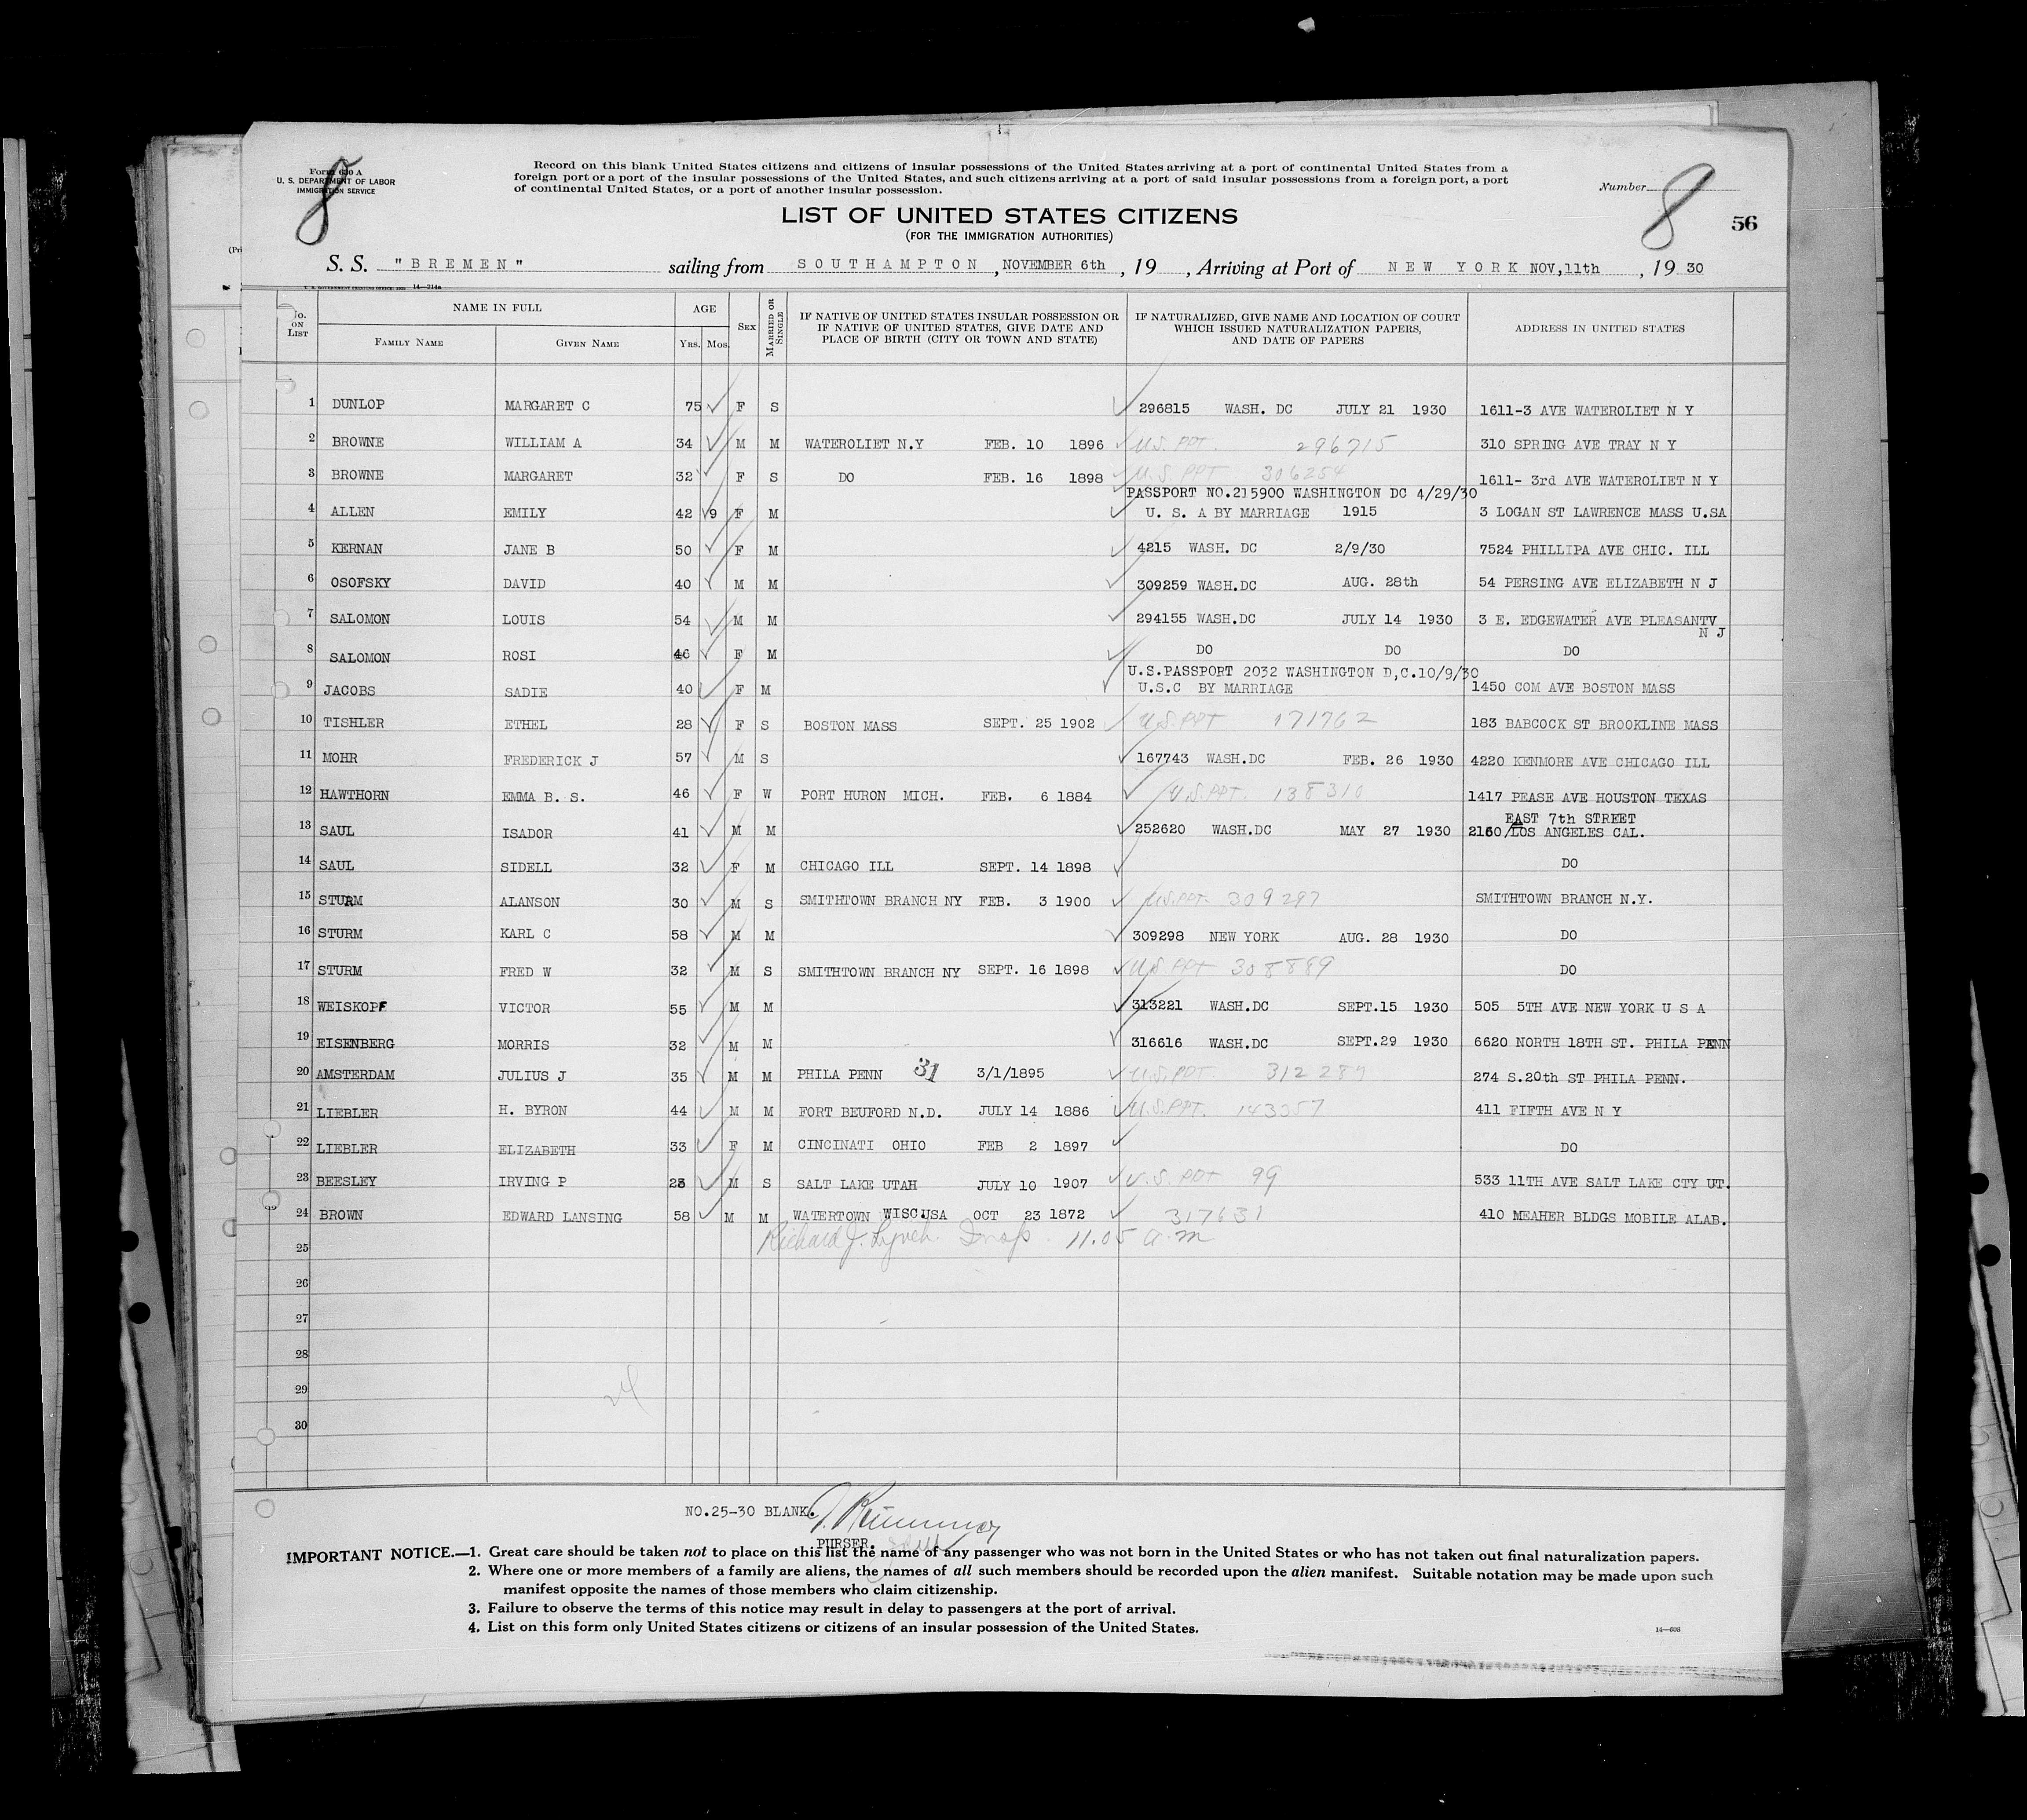 Form 630 A
U. S. DEPARTMENT OF LABOR
IMMIGRATION SERVICE
8
Record on this blank United States citizens and citizens of insular possessions of the United States arriving at a port of continental United States from a
foreign port or a port of the insular possessions of the United States, and such citizens arriving at a port of said insular possessions from a foreign port, a port
of continental United States, or a port of another insular possession.
Number 8
56
LIST OF UNITED STATES CITIZENS
(FOR THE IMMIGRATION AUTHORITIES)
S. S. "BREMEN" sailing from SOUTHAMPTON, NOVEMBER 6th, 19 , Arriving at Port of NEW YORK NOV,11th, 19 30
14—214a
No. ON LIST
NAME IN FULL
FAMILY NAME
GIVEN NAME
AGE
YRS. MOS.
SEX
MARRIED OR SINGLE
IF NATIVE OF UNITED STATES INSULAR POSSESSION OR
IF NATIVE OF UNITED STATES, GIVE DATE AND
PLACE OF BIRTH (CITY OR TOWN AND STATE)
IF NATURALIZED, GIVE NAME AND LOCATION OF COURT
WHICH ISSUED NATURALIZATION PAPERS,
AND DATE OF PAPERS
ADDRESS IN UNITED STATES
1 DUNLOP MARGARET C 75 F S 296815 WASH. DC JULY 21 1930 1611-3 AVE WATEROLIET N Y
2 BROWNE WILLIAM A 34 M M WATEROLIET N.Y FEB. 10 1896 U.S. PPT. 296715 310 SPRING AVE TRAY N Y
3 BROWNE MARGARET 32 F S DO FEB. 16 1898 U.S. PPT 306254 1611- 3rd AVE WATEROLIET N Y
PASSPORT NO.215900 WASHINGTON DC 4/29/30
4 ALLEN EMILY 42 9 F M U. S. A BY MARRIAGE 1915 3 LOGAN ST LAWRENCE MASS U.SA
5 KERNAN JANE B 50 F M 4215 WASH. DC 2/9/30 7524 PHILLIPA AVE CHIC. ILL
6 OSOFSKY DAVID 40 M M 309259 WASH.DC AUG. 28th 54 PERSING AVE ELIZABETH N J
7 SALOMON LOUIS 54 M M 294155 WASH.DC JULY 14 1930 3 E. EDGEWATER AVE PLEASANTV
N J
8 SALOMON ROSI 46 F M DO DO DO
U.S.PASSPORT 2032 WASHINGTON D,C.10/9/30
9 JACOBS SADIE 40 F M U.S.C BY MARRIAGE 1450 COM AVE BOSTON MASS
10 TISHLER ETHEL 28 F S BOSTON MASS SEPT. 25 1902 U.S. PPT 171762 183 BABCOCK ST BROOKLINE MASS
11 MOHR FREDERICK J 57 M S 167743 WASH.DC FEB. 26 1930 4220 KENMORE AVE CHICAGO ILL
12 HAWTHORN EMMA B. S. 46 F W PORT HURON MICH. FEB. 6 1884 U.S. PPT. 138310 1417 PEASE AVE HOUSTON TEXAS
EAST 7th STREET
13 SAUL ISADOR 41 M M 252620 WASH.DC MAY 27 1930 2160/LOS ANGELES CAL.
14 SAUL SIDELL 32 F M CHICAGO ILL SEPT. 14 1898 DO
15 STURM ALANSON 30 M S SMITHTOWN BRANCH NY FEB. 3 1900 U.S. PPT. 309297 SMITHTOWN BRANCH N.Y.
16 STURM KARL C 58 M M 309298 NEW YORK AUG. 28 1930 DO
17 STURM FRED W 32 M S SMITHTOWN BRANCH NY SEPT. 16 1898 U.S. PPT 308889 DO
18 WEISKOPF VICTOR 55 M M 313221 WASH.DC SEPT.15 1930 505 5TH AVE NEW YORK U S A
19 EISENBERG MORRIS 32 M M 316616 WASH.DC SEPT.29 1930 6620 NORTH 18TH ST. PHILA PENN
20 AMSTERDAM JULIUS J 35 M M PHILA PENN 31 3/1/1895 U.S. PPT. 312289 274 S.20th ST PHILA PENN.
21 LIEBLER H. BYRON 44 M M FORT BEUFORD N.D. JULY 14 1886 U.S. PPT. 143057 411 FIFTH AVE N Y
22 LIEBLER ELIZABETH 33 F M CINCINATI OHIO FEB 2 1897 DO
23 BEESLEY IRVING P 23 M S SALT LAKE UTAH JULY 10 1907 U.S. PPT 99 533 11TH AVE SALT LAKE CTY UT.
24 BROWN EDWARD LANSING 58 M M WATERTOWN WISC.USA OCT 23 1872 317631 410 MEAHER BLDGS MOBILE ALAB.
25 Richard J. Lynch. Insp. 11.05 a.m
26
27
28
29
30
24
NO.25-30 BLANK.
PURSER.
IMPORTANT NOTICE.—1. Great care should be taken not to place on this list the name of any passenger who was not born in the United States or who has not taken out final naturalization papers.
2. Where one or more members of a family are aliens, the names of all such members should be recorded upon the alien manifest. Suitable notation may be made upon such
manifest opposite the names of those members who claim citizenship.
3. Failure to observe the terms of this notice may result in delay to passengers at the port of arrival.
4. List on this form only United States citizens or citizens of an insular possession of the United States.
14—608